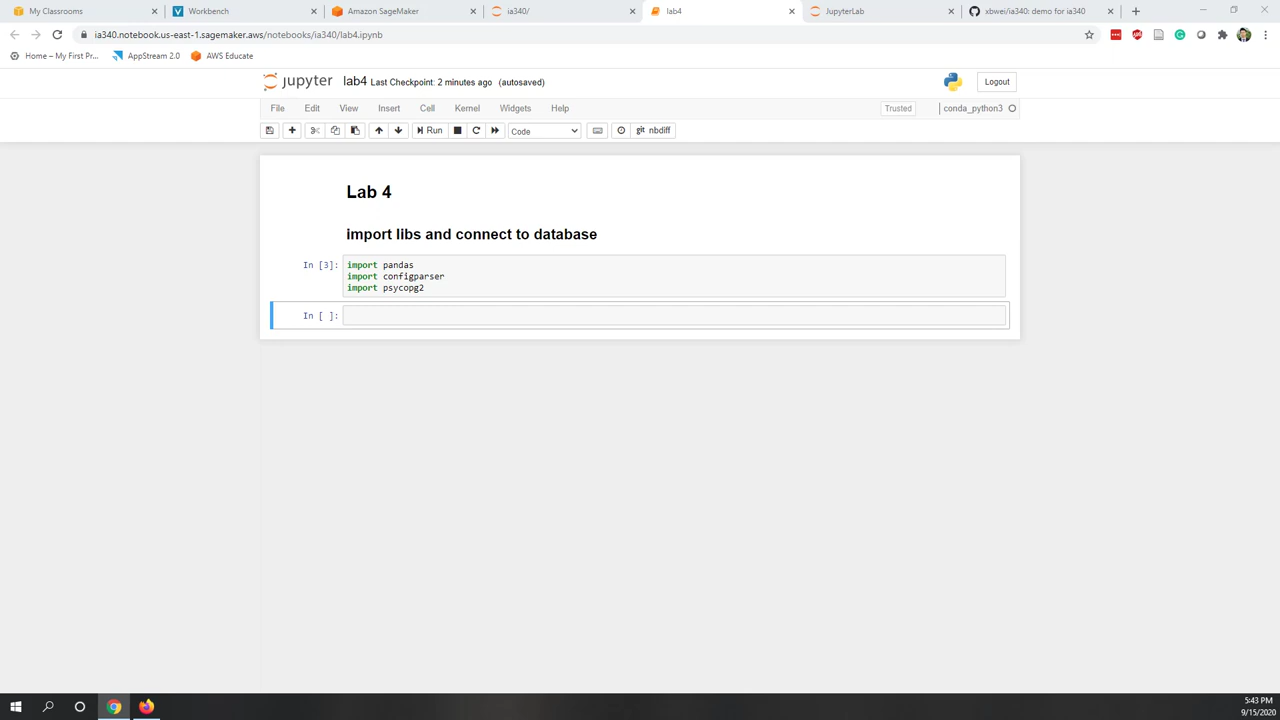 My Classrooms
Workbench
Amazon SageMaker
ia340/
lab4
JupyterLab
xbwei/ia340: demo for ia340
ia340.notebook.us-east-1.sagemaker.aws/notebooks/ia340/lab4.ipynb
Home – My First Pr...
AppStream 2.0
AWS Educate
jupyter lab4 Last Checkpoint: 2 minutes ago (autosaved)
Logout
File Edit View Insert Cell Kernel Widgets Help
Trusted
conda_python3
Run
Code
git nbdiff
Lab 4
import libs and connect to database
In [3]: import pandas
import configparser
import psycopg2
In [ ]:
5:43 PM
9/15/2020